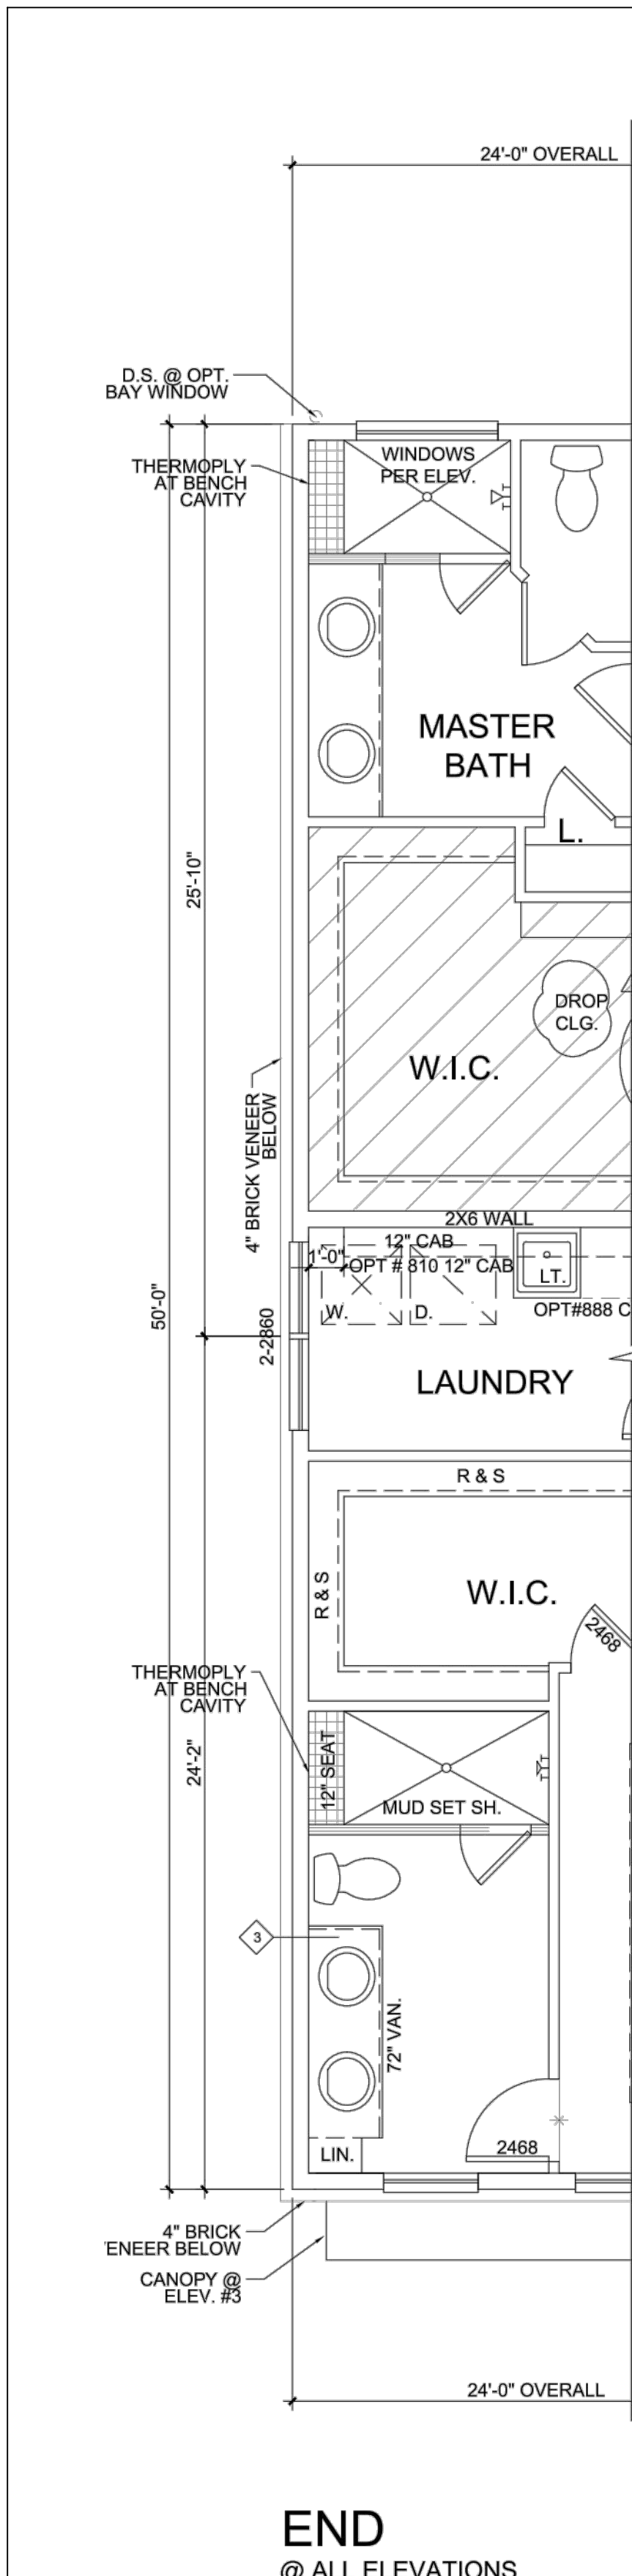 24'-0" OVERALL
D.S. @ OPT.
BAY WINDOW
THERMOPLY
AT BENCH
CAVITY
WINDOWS
PER ELEV.
MASTER
BATH
L.
25'-10"
DROP
CLG.
W.I.C.
4" BRICK VENEER
BELOW
2X6 WALL
12" CAB
1'-0"
OPT # 810 12" CAB
LT.
W.
D.
OPT#888 C
50'-0"
2-2860
LAUNDRY
R & S
R & S
W.I.C.
2468
THERMOPLY
AT BENCH
CAVITY
24'-2"
12" SEAT
MUD SET SH.
3
72" VAN.
2468
LIN.
4" BRICK
'ENEER BELOW
CANOPY @
ELEV. #3
24'-0" OVERALL
END
@ ALL ELEVATIONS